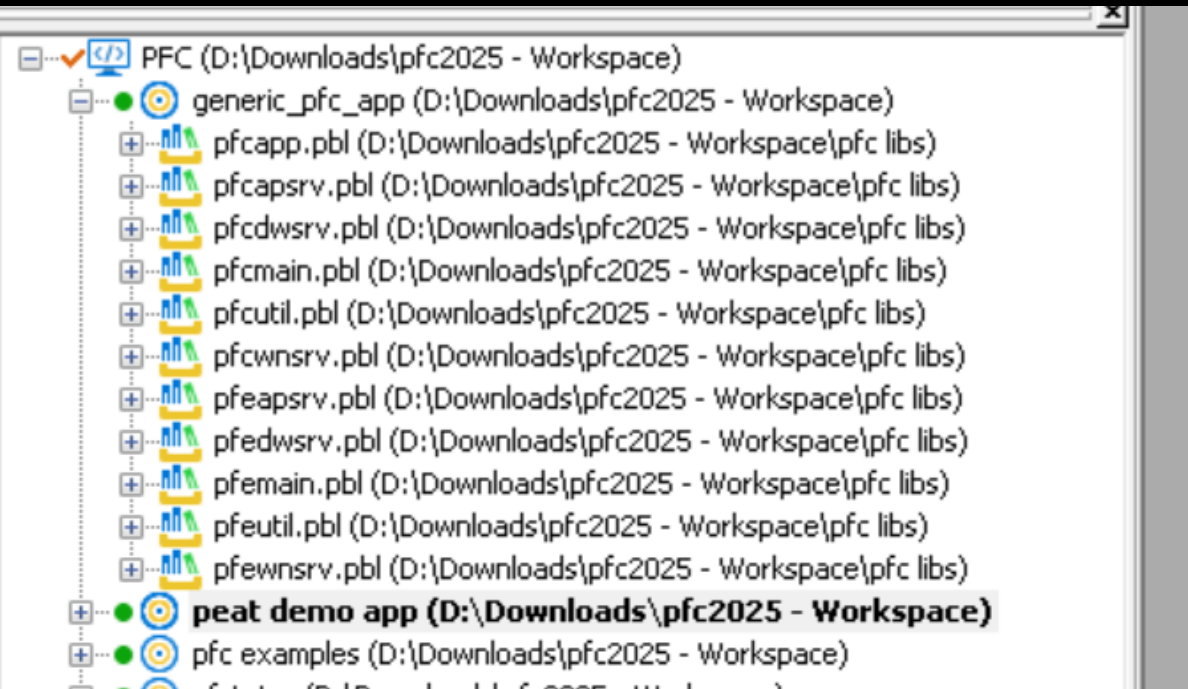 PFC (D:\Downloads\pfc2025 - Workspace)
generic_pfc_app (D:\Downloads\pfc2025 - Workspace)
pfcapp.pbl (D:\Downloads\pfc2025 - Workspace\pfc libs)
pfcapsrv.pbl (D:\Downloads\pfc2025 - Workspace\pfc libs)
pfcdwsrv.pbl (D:\Downloads\pfc2025 - Workspace\pfc libs)
pfcmain.pbl (D:\Downloads\pfc2025 - Workspace\pfc libs)
pfcutil.pbl (D:\Downloads\pfc2025 - Workspace\pfc libs)
pfcwnsrv.pbl (D:\Downloads\pfc2025 - Workspace\pfc libs)
pfeapsrv.pbl (D:\Downloads\pfc2025 - Workspace\pfc libs)
pfedwsrv.pbl (D:\Downloads\pfc2025 - Workspace\pfc libs)
pfemain.pbl (D:\Downloads\pfc2025 - Workspace\pfc libs)
pfeutil.pbl (D:\Downloads\pfc2025 - Workspace\pfc libs)
pfewnsrv.pbl (D:\Downloads\pfc2025 - Workspace\pfc libs)
peat demo app (D:\Downloads\pfc2025 - Workspace)
pfc examples (D:\Downloads\pfc2025 - Workspace)